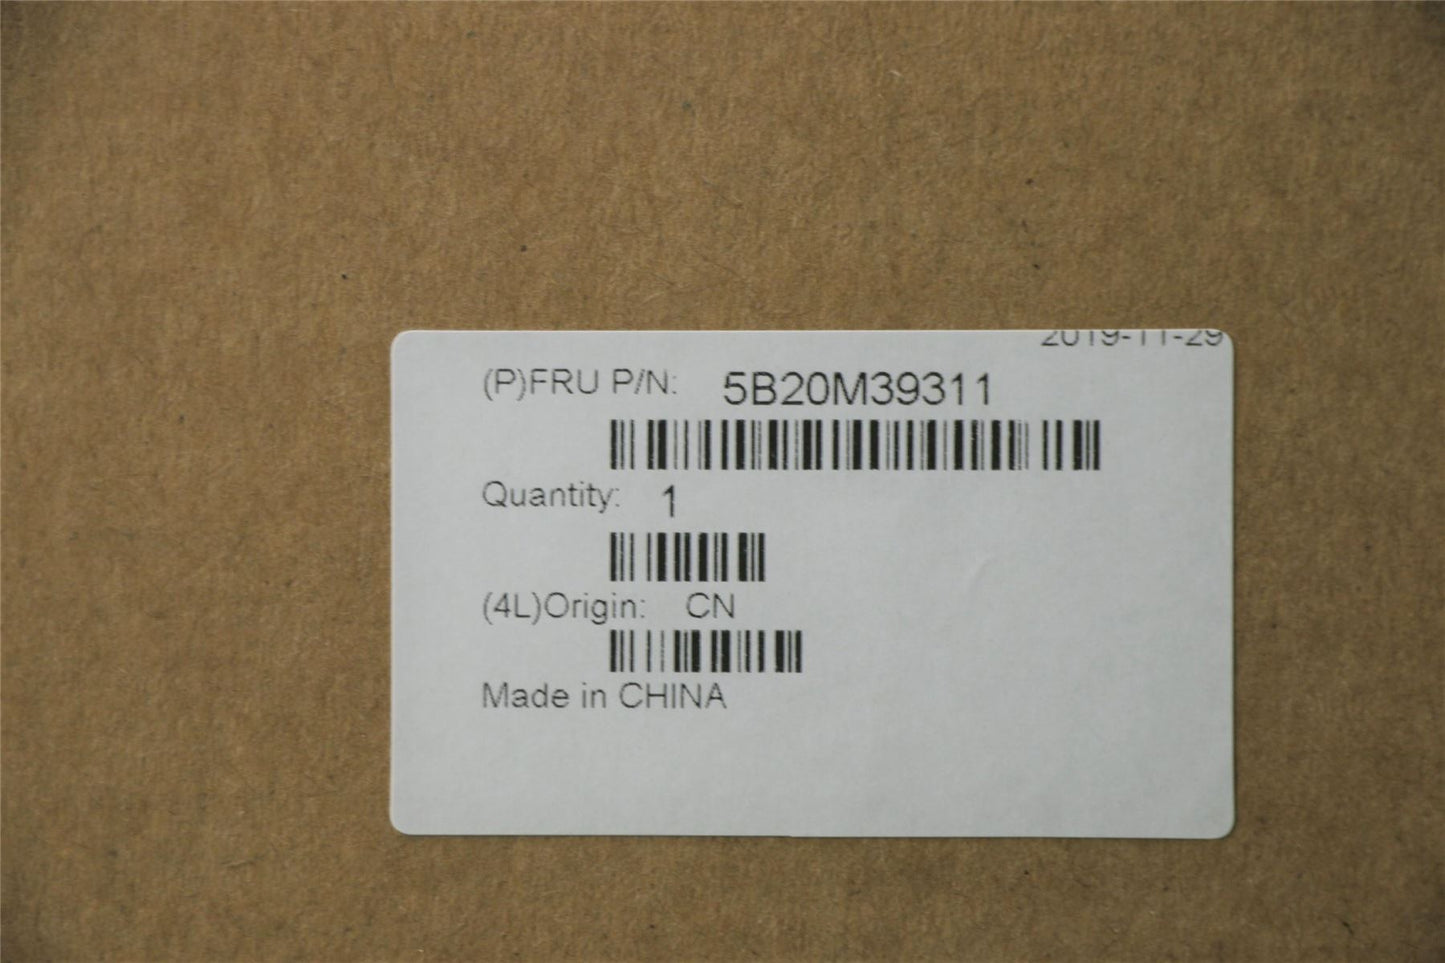 2019-11-29
(P)FRU P/N: 5B20M39311
Quantity: 1
(4L)Origin: CN
Made in CHINA